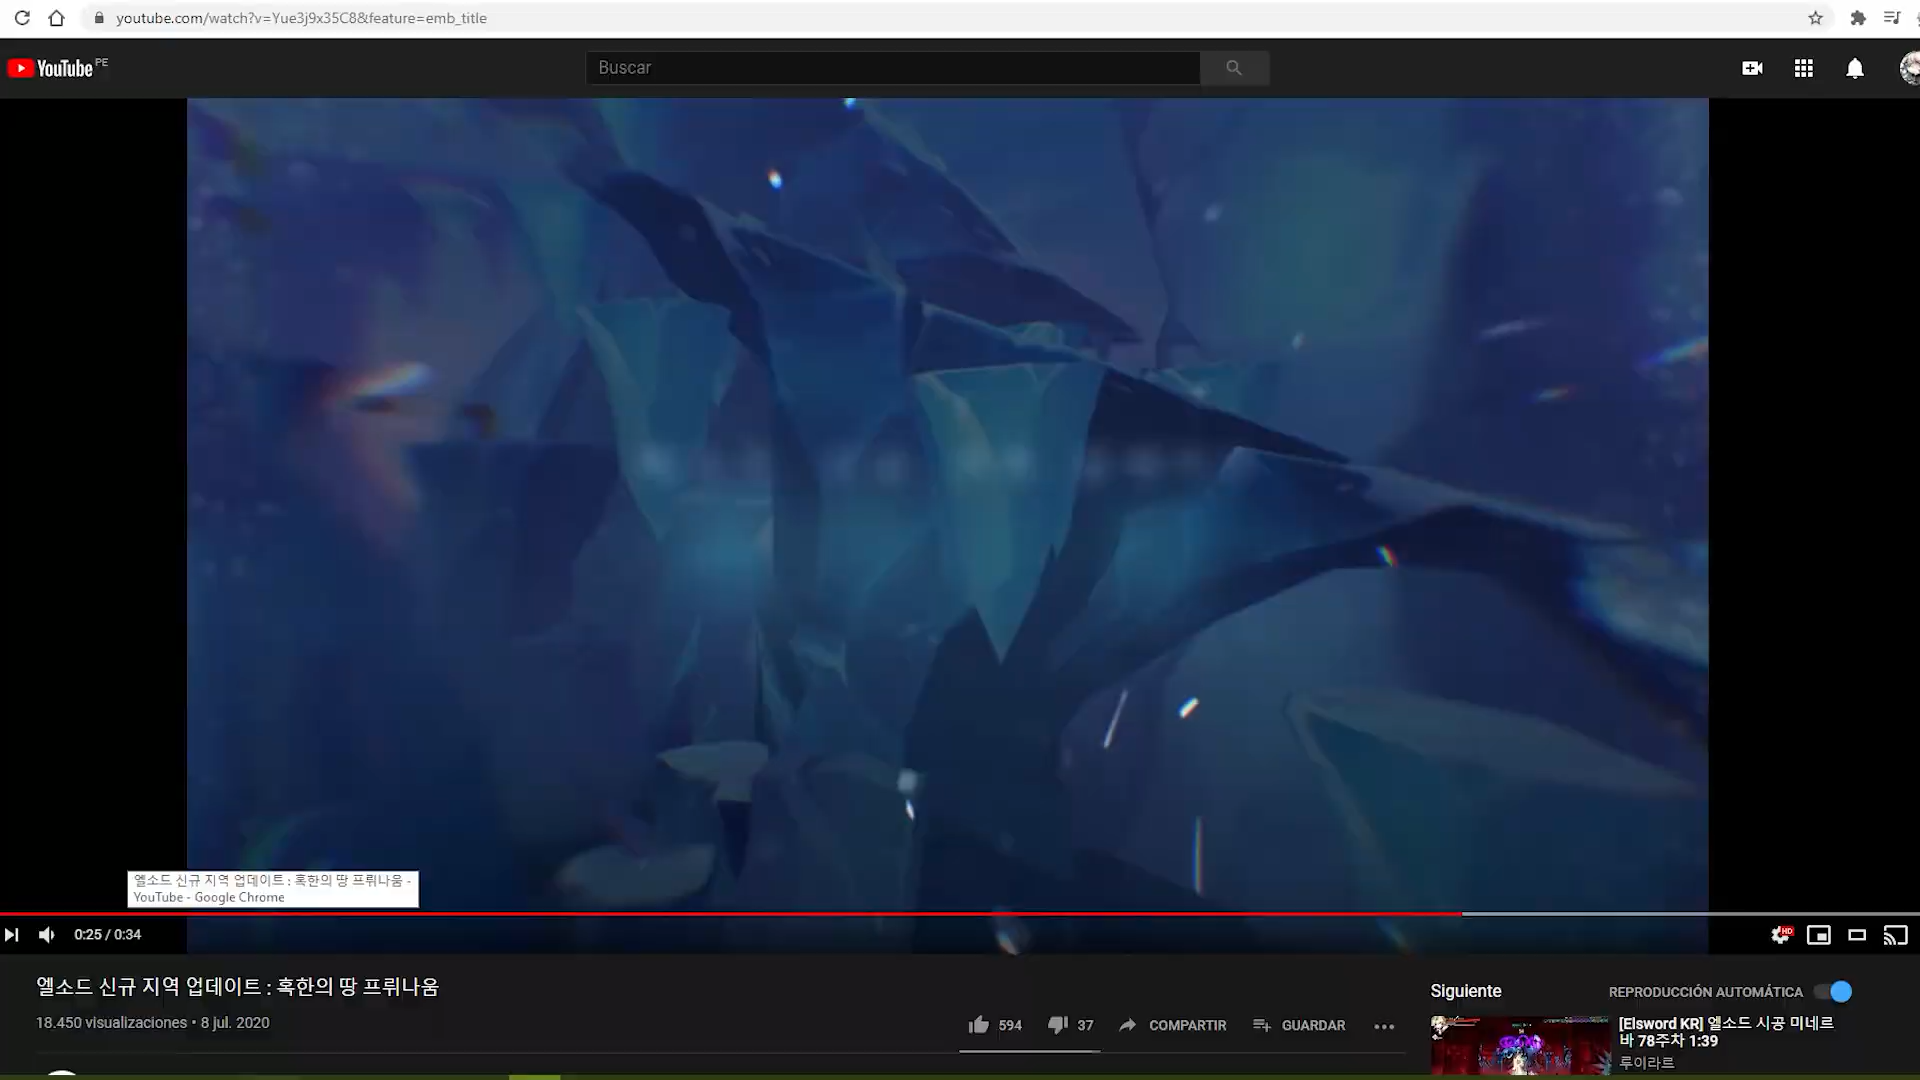 youtube.com/watch?v=Yue3j9x35C8&feature=emb_title
YouTube PE
Buscar
엘소드 신규 지역 업데이트 : 혹한의 땅 프뤼나움 -
YouTube - Google Chrome
0:25 / 0:34
HD
엘소드 신규 지역 업데이트 : 혹한의 땅 프뤼나움
18.450 visualizaciones • 8 jul. 2020
594
37
COMPARTIR
GUARDAR
Siguiente
REPRODUCCIÓN AUTOMÁTICA
[Elsword KR] 엘소드 시공 미네르
바 78주차 1:39
루이라르